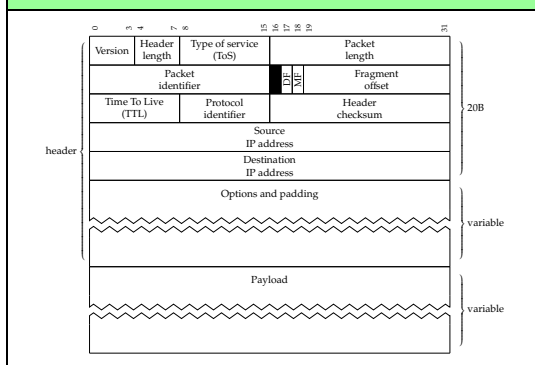 0 3 4 7 8 15 16 17 18 19 31
Version Header length Type of service (ToS) Packet length
Packet identifier DF MF Fragment offset
Time To Live (TTL) Protocol identifier Header checksum
Source
IP address
Destination
IP address
Options and padding
Payload
header
20B
variable
variable